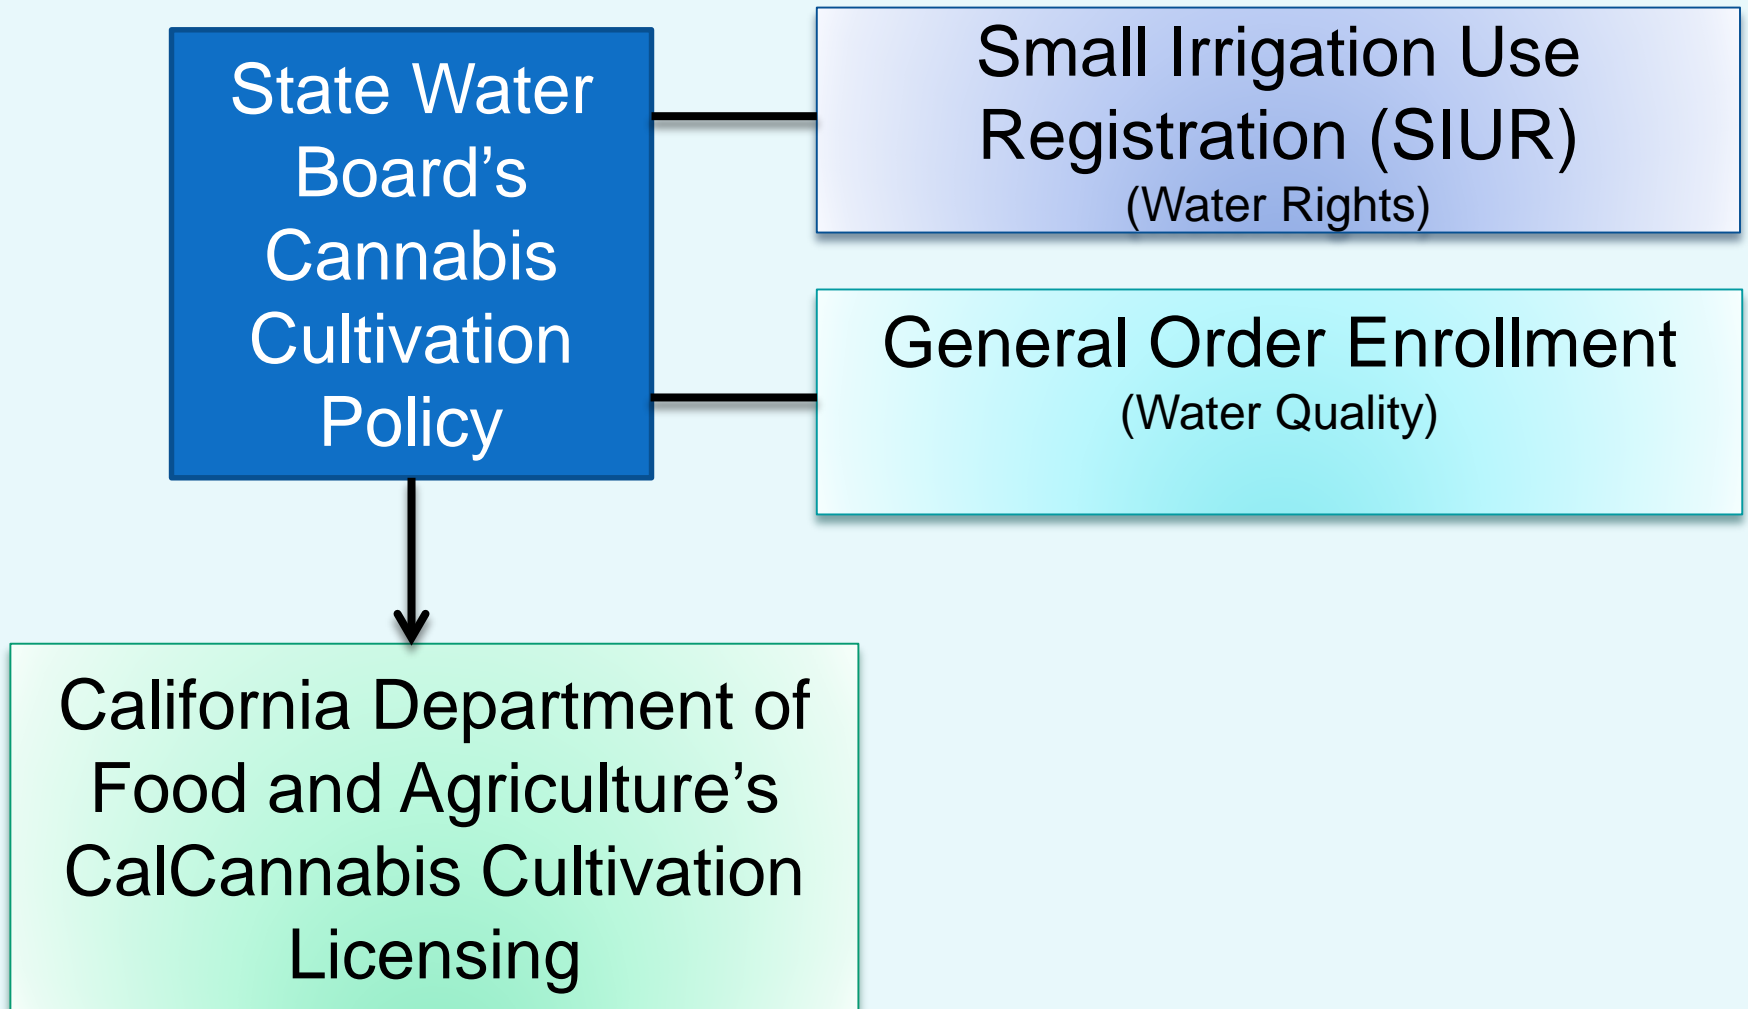 State Water
Board’s
Cannabis
Cultivation
Policy
Small Irrigation Use
Registration (SIUR)
(Water Rights)
General Order Enrollment
(Water Quality)
California Department of
Food and Agriculture’s
CalCannabis Cultivation
Licensing